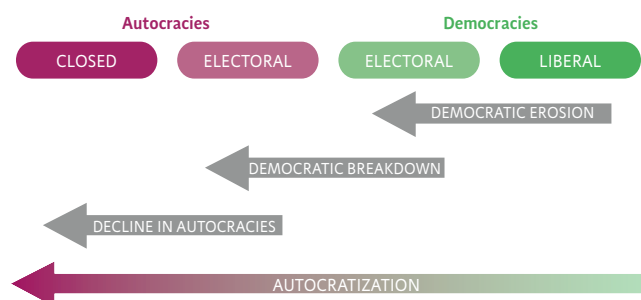 Autocracies Democracies
CLOSED ELECTORAL ELECTORAL LIBERAL
DEMOCRATIC EROSION
DEMOCRATIC BREAKDOWN
DECLINE IN AUTOCRACIES
AUTOCRATIZATION